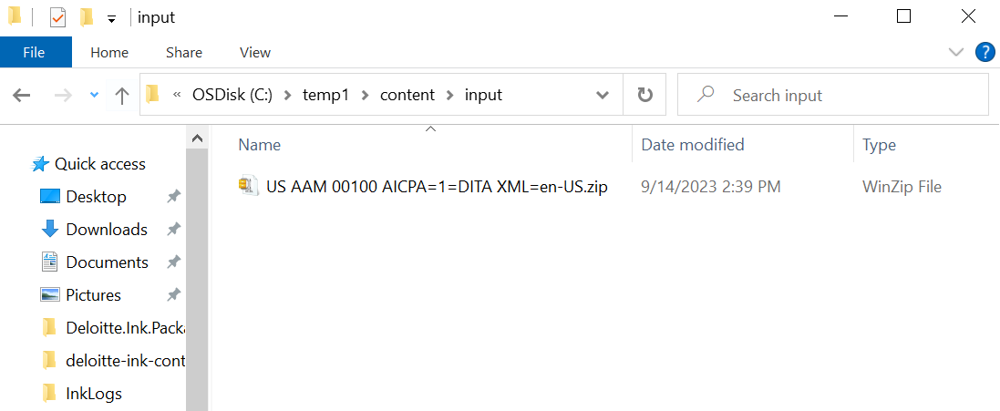 input
File Home Share View ?
« OSDisk (C:) > temp1 > content > input
Search input
Name Date modified Type
US AAM 00100 AICPA=1=DITA XML=en-US.zip 9/14/2023 2:39 PM WinZip File
Quick access
Desktop
Downloads
Documents
Pictures
Deloitte.Ink.Packa
deloitte-ink-cont
InkLogs